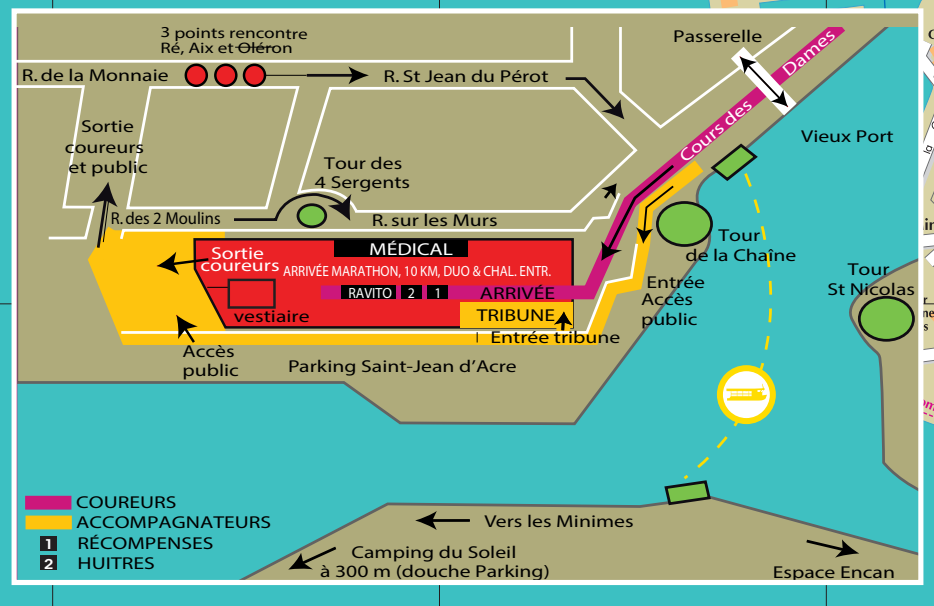 3 points rencontre
Ré, Aix et Oléron
R. de la Monnaie
R. St Jean du Pérot
Passerelle
Cours des Dames
Vieux Port
Sortie
coureurs
et public
Tour des
4 Sergents
R. des 2 Moulins
R. sur les Murs
Tour
de la Chaîne
Tour
St Nicolas
Sortie
coureurs
MÉDICAL
ARRIVÉE MARATHON, 10 KM, DUO & CHAL. ENTR.
RAVITO 2 1 ARRIVÉE
vestiaire
TRIBUNE
Entrée tribune
Entrée
Accès
public
Accès
public
Parking Saint-Jean d'Acre
COUREURS
ACCOMPAGNATEURS
1 RÉCOMPENSES
2 HUITRES
Vers les Minimes
Camping du Soleil
à 300 m (douche Parking)
Espace Encan